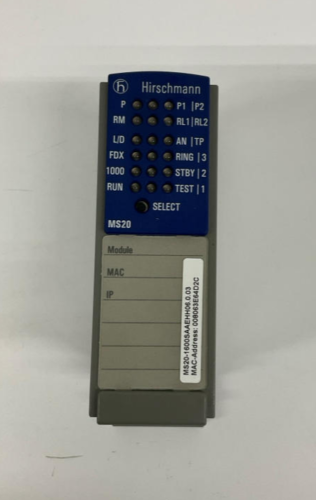 Hirschmann
P P1 | P2
RM RL1 | RL2
L/D AN | TP
FDX RING | 3
1000 STBY | 2
RUN TEST | 1
SELECT
MS20
Module
MAC
IP
MS20-1600SAAEHH06.0.03
MAC-Address: 008063E64D2C